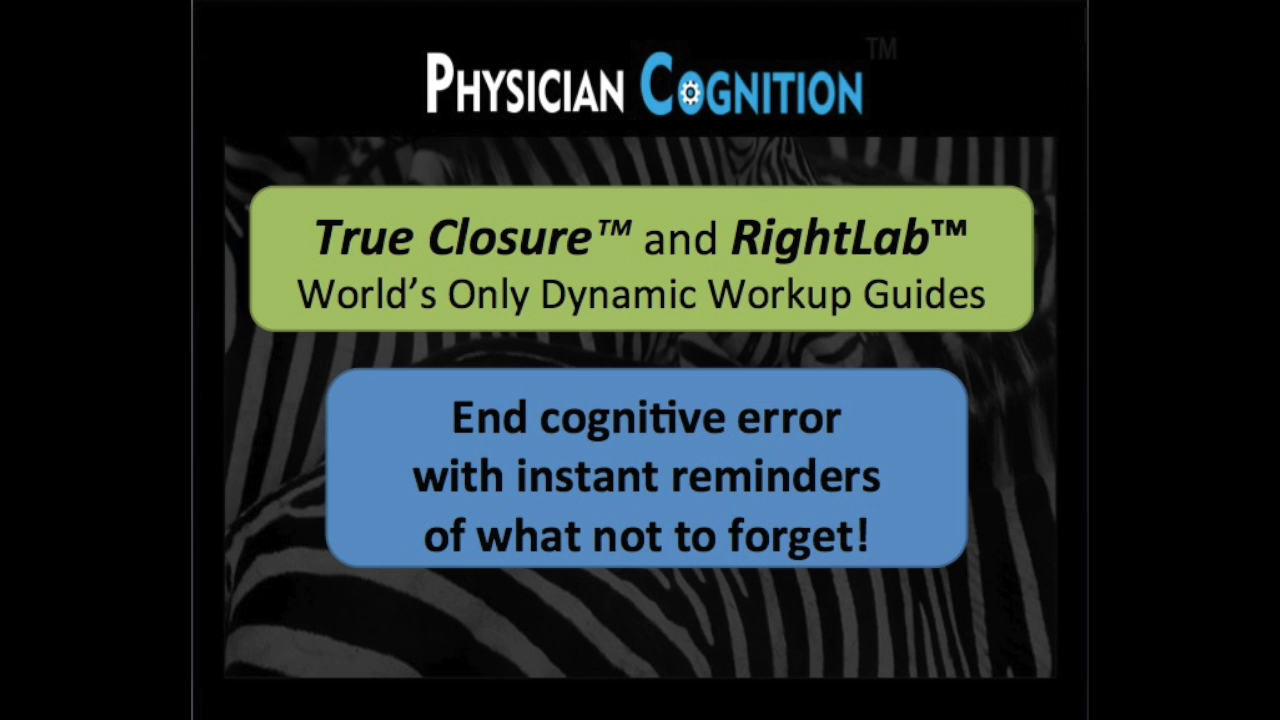 PHYSICIAN COGNITION™
True Closure™ and RightLab™
World's Only Dynamic Workup Guides
End cognitive error
with instant reminders
of what not to forget!